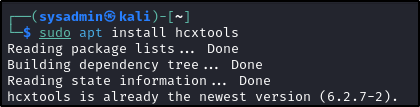 ┌──(sysadmin㉿kali)-[~]
└─$ sudo apt install hcxtools
Reading package lists... Done
Building dependency tree... Done
Reading state information... Done
hcxtools is already the newest version (6.2.7-2).